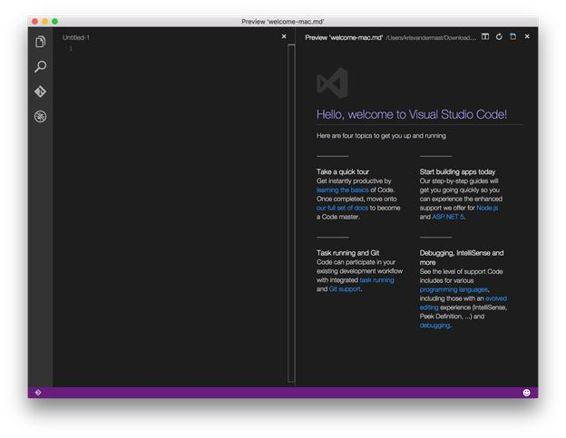 Preview 'welcome-mac.md'
Untitled-1
1
Preview 'welcome-mac.md' /Users/krisvandermast/Download...
Hello, welcome to Visual Studio Code!
Here are four topics to get you up and running
Take a quick tour
Get instantly productive by
learning the basics of Code.
Once completed, move onto
our full set of docs to become
a Code master.
Start building apps today
Our step-by-step guides will
get you going quickly so you
can experience the enhanced
support we offer for Node.js
and ASP NET 5.
Task running and Git
Code can participate in your
existing development workflow
with integrated task running
and Git support.
Debugging, IntelliSense and
more
See the level of support Code
includes for various
programming languages,
including those with an evolved
editing experience (IntelliSense,
Peek Definition, ...) and
debugging.